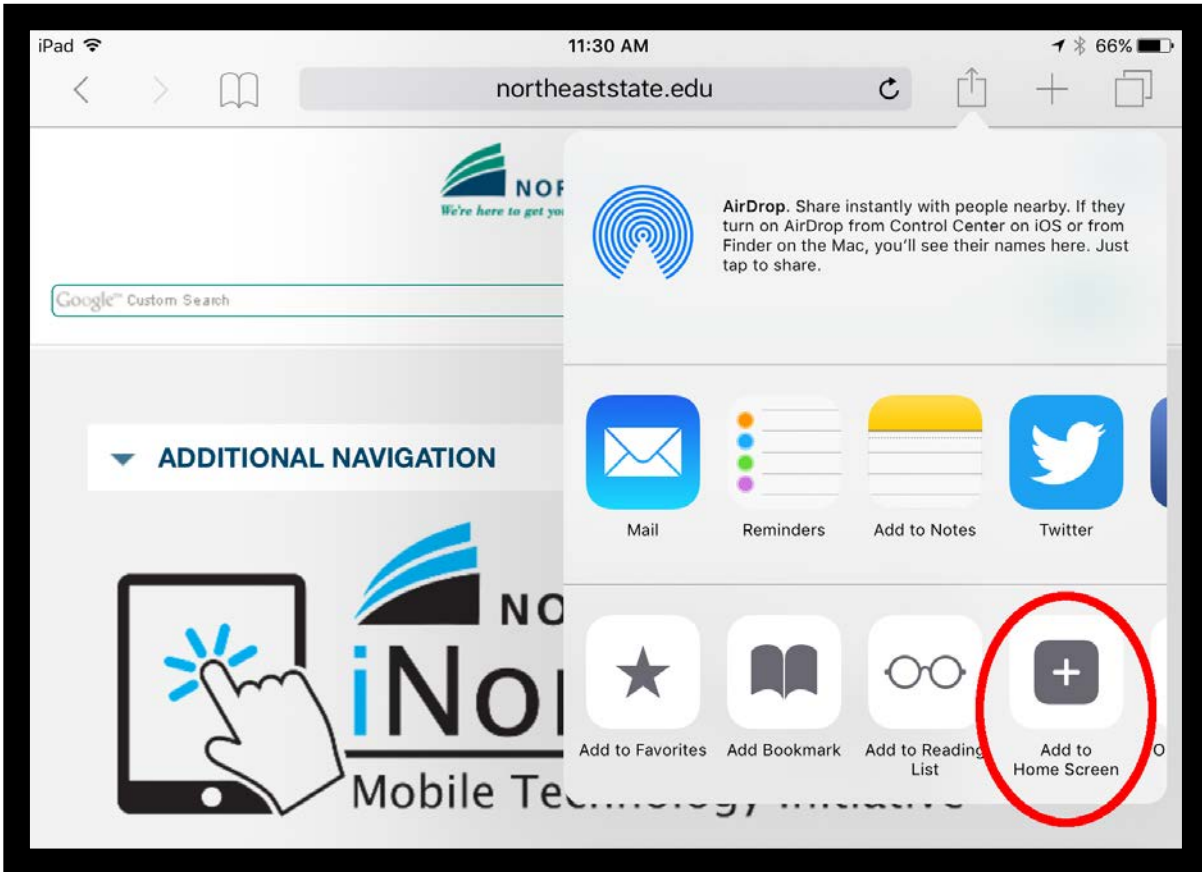 iPad 11:30 AM 66%
northeaststate.edu
We're here to get you
Google™ Custom Search
AirDrop. Share instantly with people nearby. If they
turn on AirDrop from Control Center on iOS or from
Finder on the Mac, you'll see their names here. Just
tap to share.
ADDITIONAL NAVIGATION
Mail Reminders Add to Notes Twitter
iNor
Mobile Technology Initiative
Add to Favorites Add Bookmark Add to Reading
List
Add to
Home Screen